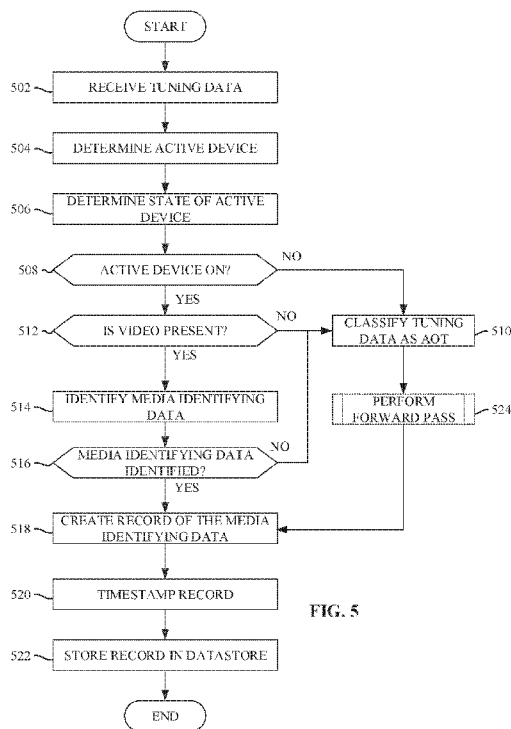 START
502
RECEIVE TUNING DATA
504
DETERMINE ACTIVE DEVICE
506
DETERMINE STATE OF ACTIVE
DEVICE
508
ACTIVE DEVICE ON?
NO
YES
512
IS VIDEO PRESENT?
NO
YES
CLASSIFY TUNING
DATA AS AOT
510
514
IDENTIFY MEDIA IDENTIFYING
DATA
PERFORM
FORWARD PASS
524
516
MEDIA IDENTIFYING DATA
IDENTIFIED?
NO
YES
518
CREATE RECORD OF THE MEDIA
IDENTIFYING DATA
520
TIMESTAMP RECORD
FIG. 5
522
STORE RECORD IN DATASTORE
END